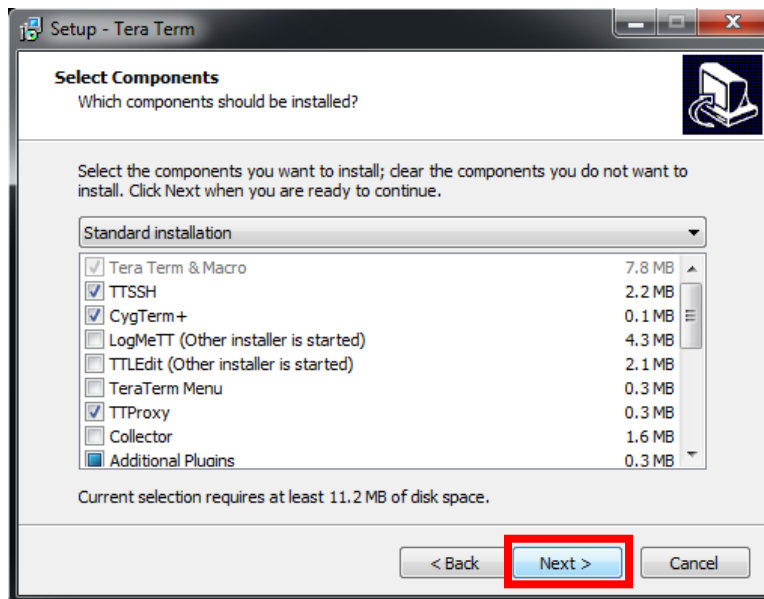 Setup - Tera Term
Select Components
Which components should be installed?
Select the components you want to install; clear the components you do not want to
install. Click Next when you are ready to continue.
Standard installation
Tera Term & Macro 7.8 MB
TTSSH 2.2 MB
CygTerm+ 0.1 MB
LogMeTT (Other installer is started) 4.3 MB
TTLEdit (Other installer is started) 2.1 MB
TeraTerm Menu 0.3 MB
TTProxy 0.3 MB
Collector 1.6 MB
Additional Plugins 0.3 MB
Current selection requires at least 11.2 MB of disk space.
< Back Next > Cancel